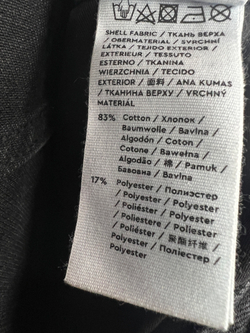 SHELL FABRIC / ТКАНЬ ВЕРХА
/ OBERMATERIAL / SVRCHNÍ
LÁTKA / TEJIDO EXTERIOR /
EXTÉRIEUR / TESSUTO
ESTERNO / TKANINA
WIERZCHNIA / TECIDO
EXTERIOR / 面料 / ANA KUMAŞ
/ ТКАНИНА ВЕРХУ / VRCHNÝ
MATERIÁL
83% Cotton / Хлопок /
Baumwolle / Bavlna /
Algodón / Coton /
Cotone / Bawełna /
Algodão / 棉 / Pamuk /
Бавовна / Bavlna
17% Polyester / Полиэстер
/ Polyester / Polyester
/ Poliéster / Polyester
/ Poliestere / Poliester
/ Poliéster / 聚酯纤维 /
Polyester / Поліестер /
Polyester